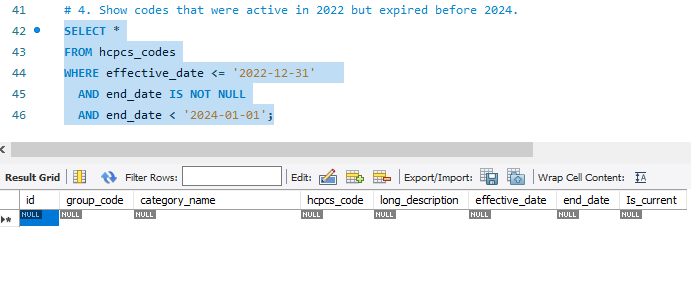 41 # 4. Show codes that were active in 2022 but expired before 2024.
42 SELECT *
43 FROM hcpcs_codes
44 WHERE effective_date <= '2022-12-31'
45 AND end_date IS NOT NULL
46 AND end_date < '2024-01-01';
Result Grid Filter Rows: Edit: Export/Import: Wrap Cell Content: IA
id group_code category_name hcpcs_code long_description effective_date end_date Is_current
NULL NULL NULL NULL NULL NULL NULL NULL